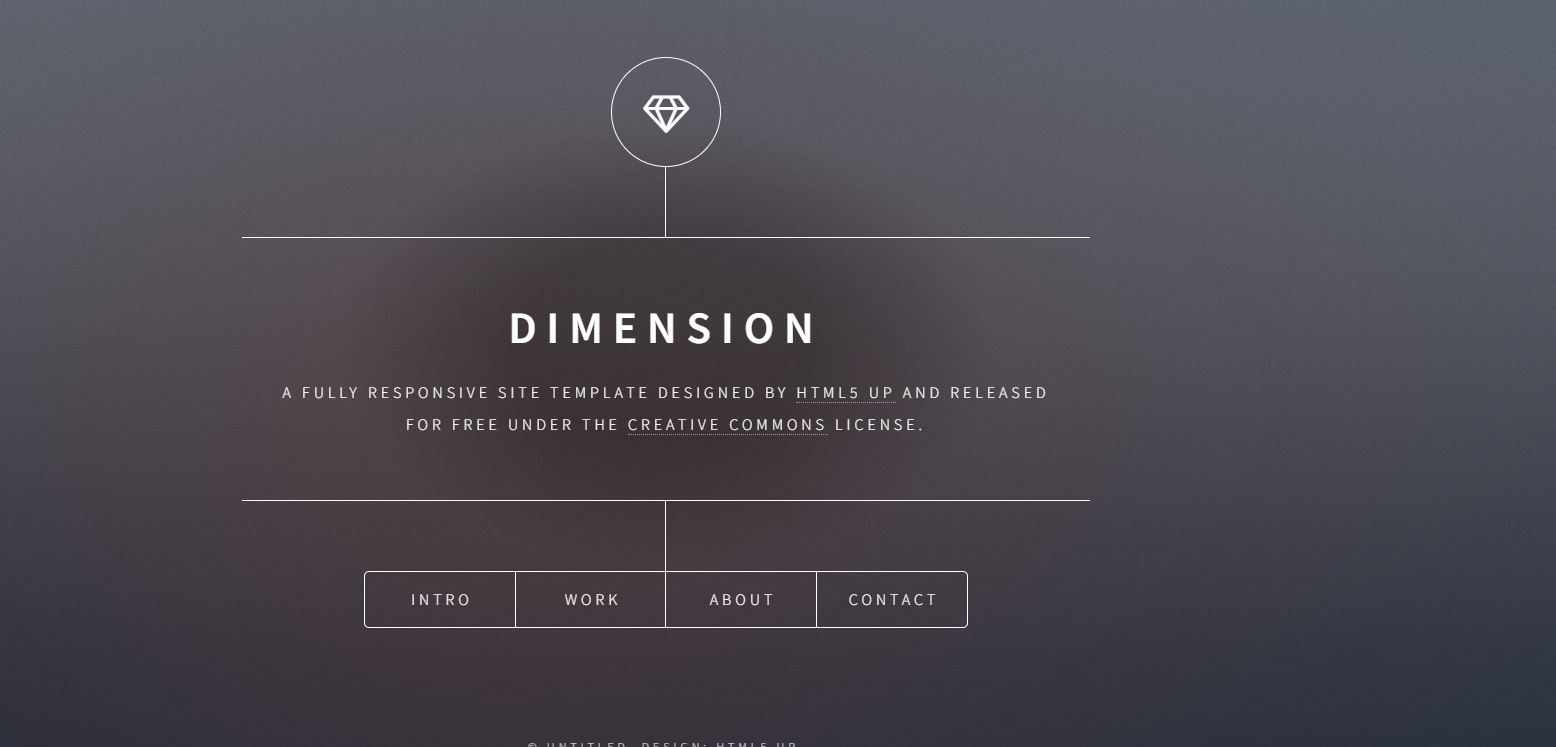 DIMENSION
A FULLY RESPONSIVE SITE TEMPLATE DESIGNED BY HTML5 UP AND RELEASED
FOR FREE UNDER THE CREATIVE COMMONS LICENSE.
INTRO WORK ABOUT CONTACT
© UNTITLED. DESIGN: HTML5 UP.